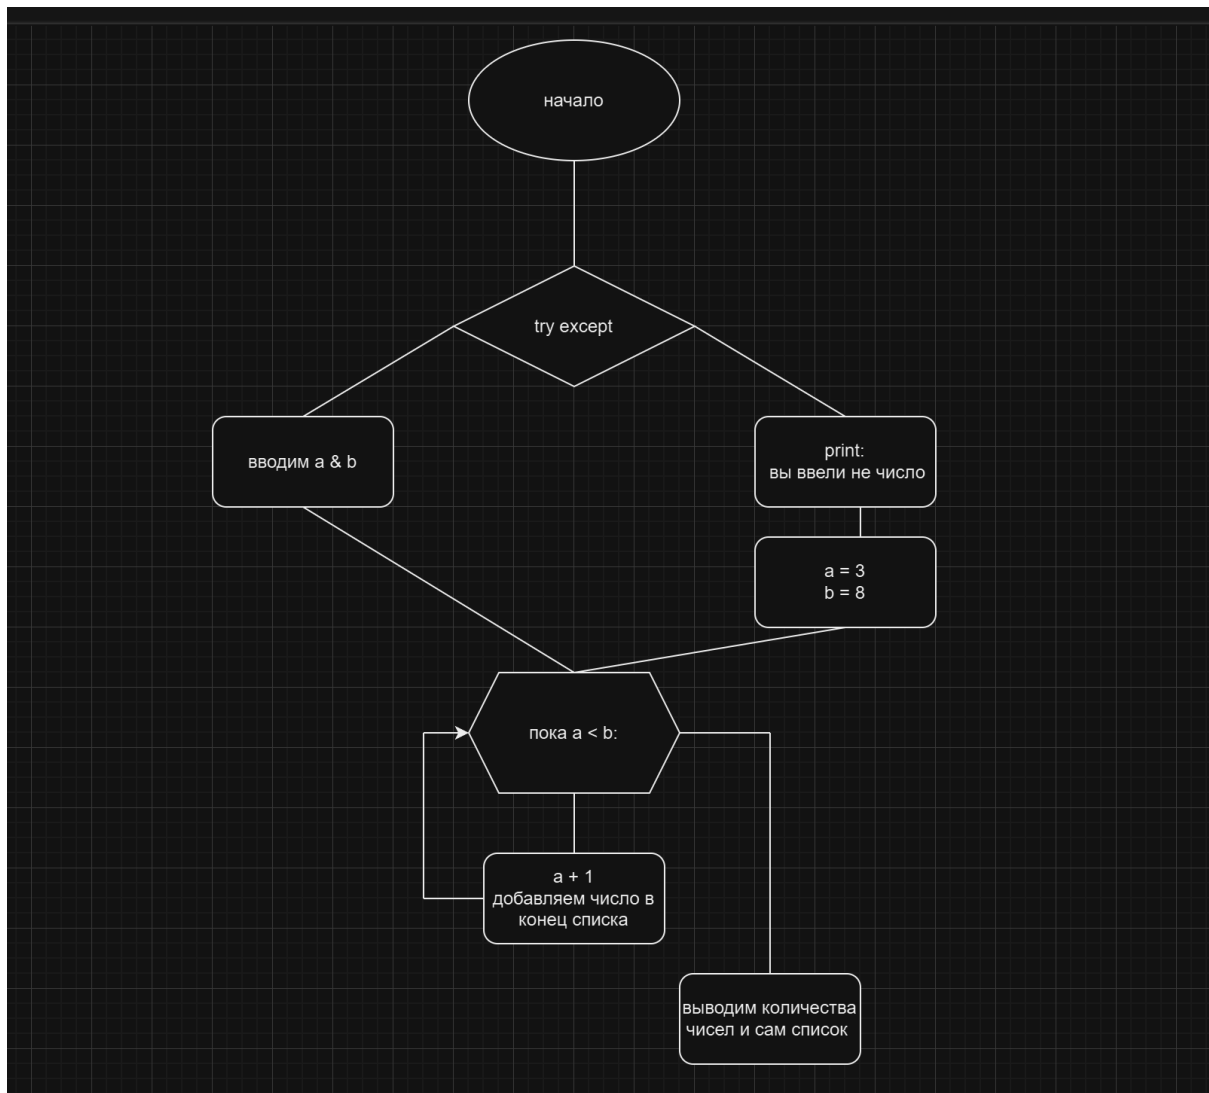 начало
try except
вводим a & b
print:
вы ввели не число
a = 3
b = 8
пока a < b:
a + 1
добавляем число в
конец списка
выводим количества
чисел и сам список